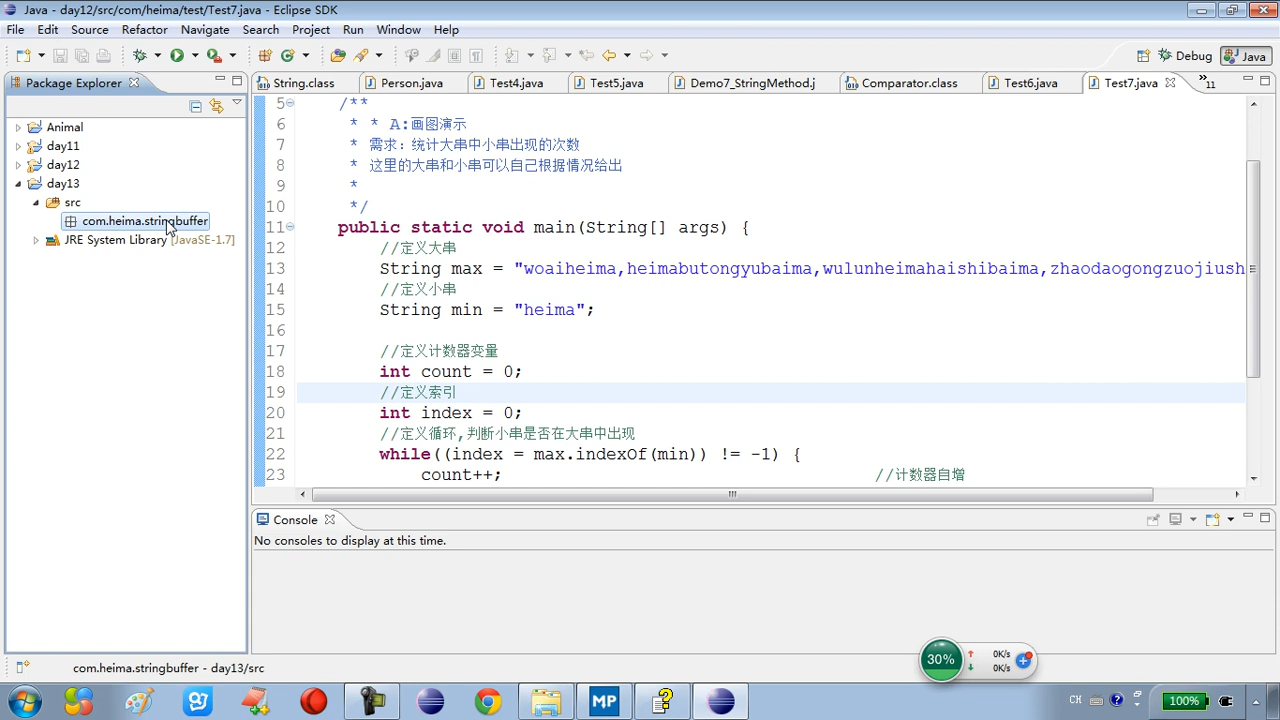 Java - day12/src/com/heima/test/Test7.java - Eclipse SDK
File Edit Source Refactor Navigate Search Project Run Window Help
Debug Java
Package Explorer
String.class Person.java Test4.java Test5.java Demo7_StringMethod.j Comparator.class Test6.java Test7.java »11
Animal
day11
day12
day13
src
com.heima.stringbuffer
JRE System Library [JavaSE-1.7]
5 /**
6 * * A:画图演示
7 * 需求：统计大串中小串出现的次数
8 * 这里的大串和小串可以自己根据情况给出
9 *
10 */
11 public static void main(String[] args) {
12 //定义大串
13 String max = "woaiheima,heimabutongyubaima,wulunheimahaishibaima,zhaodaogongzuojiush
14 //定义小串
15 String min = "heima";
16
17 //定义计数器变量
18 int count = 0;
19 //定义索引
20 int index = 0;
21 //定义循环,判断小串是否在大串中出现
22 while((index = max.indexOf(min)) != -1) {
23 count++; //计数器自增
Console
No consoles to display at this time.
com.heima.stringbuffer - day13/src
30% 0K/s
0K/s
MP CH 100%